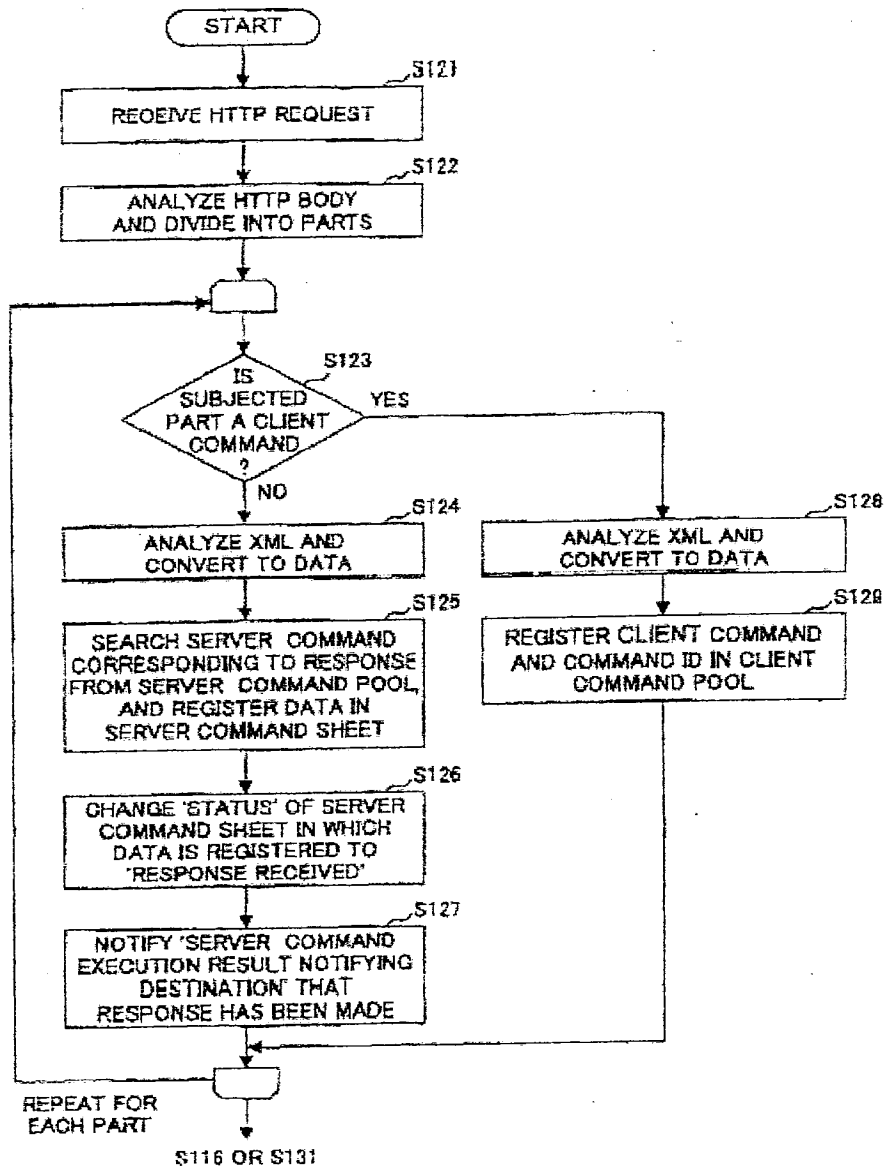 START
S121
RECEIVE HTTP REQUEST
S122
ANALYZE HTTP BODY
AND DIVIDE INTO PARTS
S123
IS
SUBJECTED
PART A CLIENT
COMMAND
?
YES
NO
S124
ANALYZE XML AND
CONVERT TO DATA
S125
SEARCH SERVER COMMAND
CORRESPONDING TO RESPONSE
FROM SERVER COMMAND POOL,
AND REGISTER DATA IN
SERVER COMMAND SHEET
S126
CHANGE 'STATUS' OF SERVER
COMMAND SHEET IN WHICH
DATA IS REGISTERED TO
'RESPONSE RECEIVED'
S127
NOTIFY 'SERVER COMMAND
EXECUTION RESULT NOTIFYING
DESTINATION' THAT
RESPONSE HAS BEEN MADE
S128
ANALYZE XML AND
CONVERT TO DATA
S129
REGISTER CLIENT COMMAND
AND COMMAND ID IN CLIENT
COMMAND POOL
REPEAT FOR
EACH PART
S116 OR S131